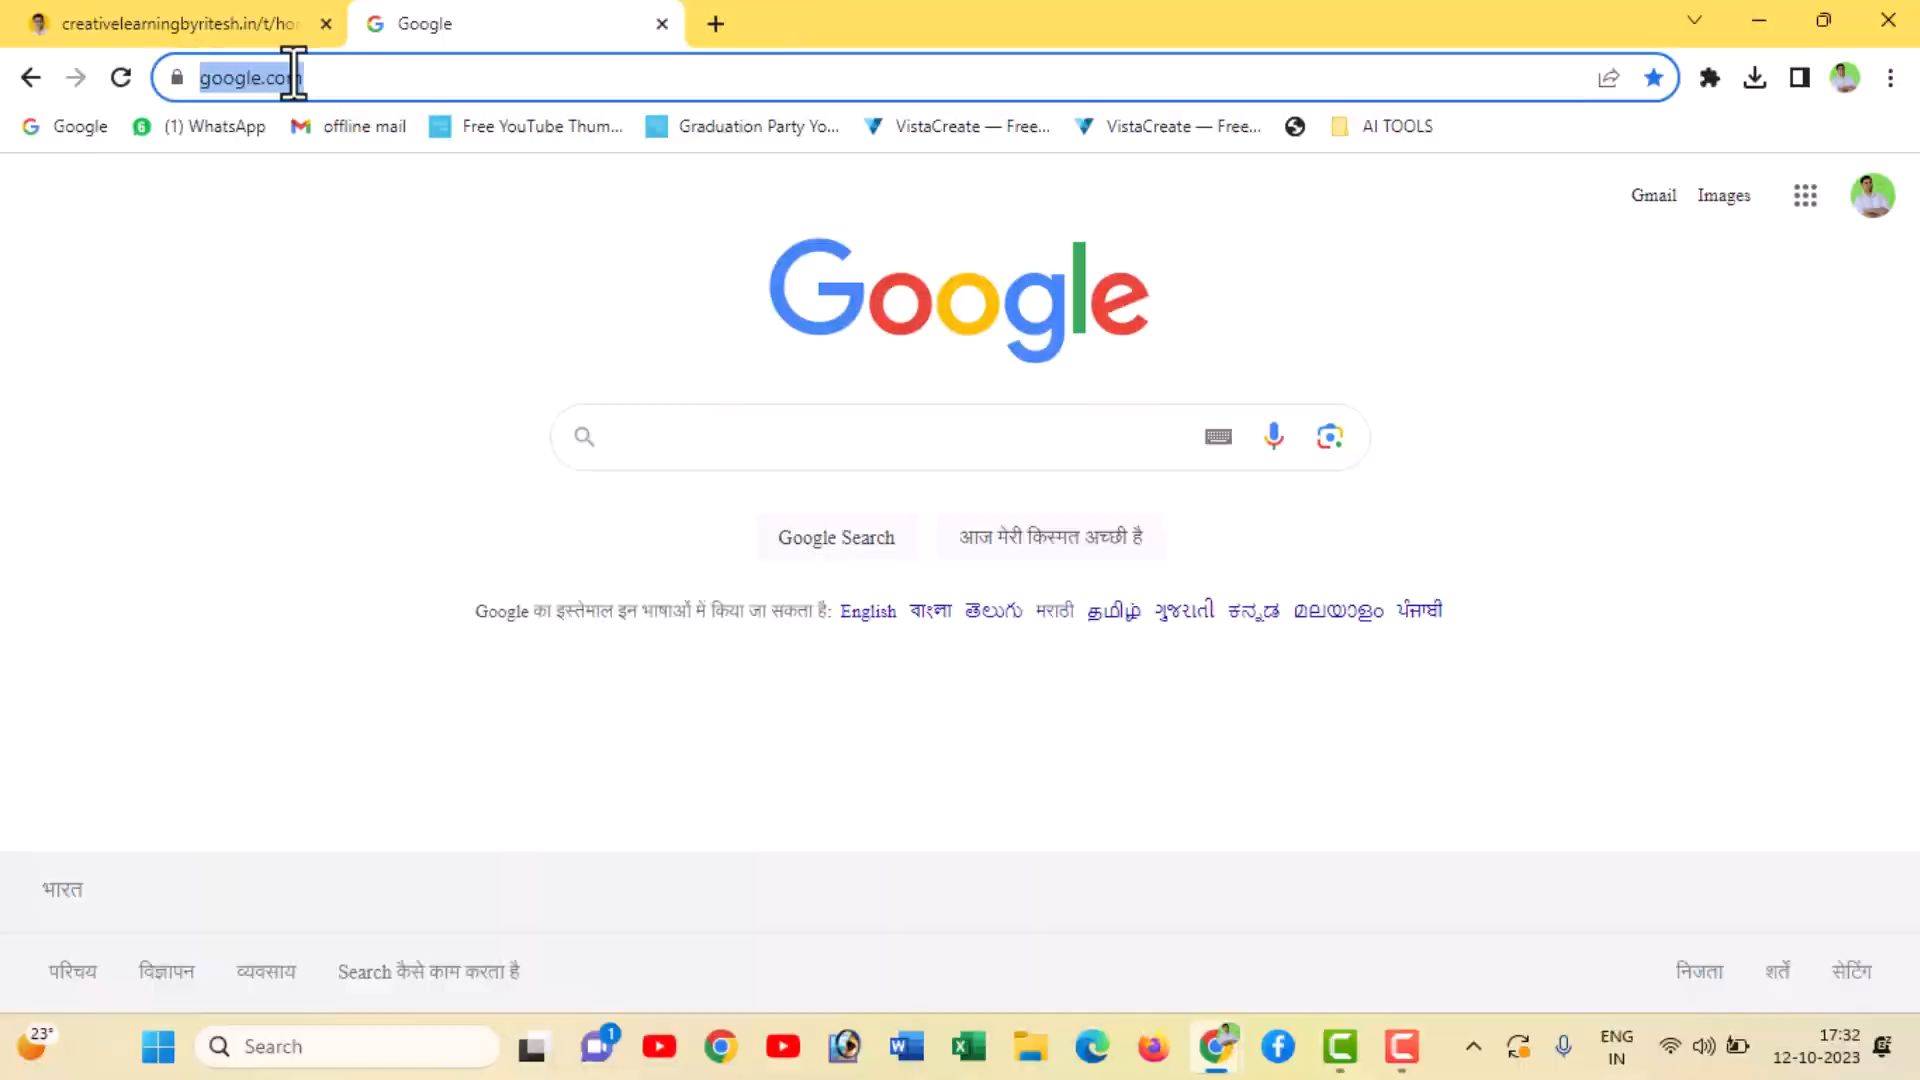 creativelearningbyritesh.in/t/ho
Google
google.com
Google
(1) WhatsApp
offline mail
Free YouTube Thum...
Graduation Party Yo...
VistaCreate — Free...
VistaCreate — Free...
AI TOOLS
Gmail
Images
Google
Google Search
आज मेरी किस्मत अच्छी है
Google का इस्तेमाल इन भाषाओं में किया जा सकता है: English বাংলা తెలుగు मराठी தமிழ் ગુજરાતી ಕನ್ನಡ മലയാളം ਪੰਜਾਬੀ
भारत
परिचय
विज्ञापन
व्यवसाय
Search कैसे काम करता है
निजता
शर्तें
सेटिंग
23°
Search
1
ENG
IN
17:32
12-10-2023